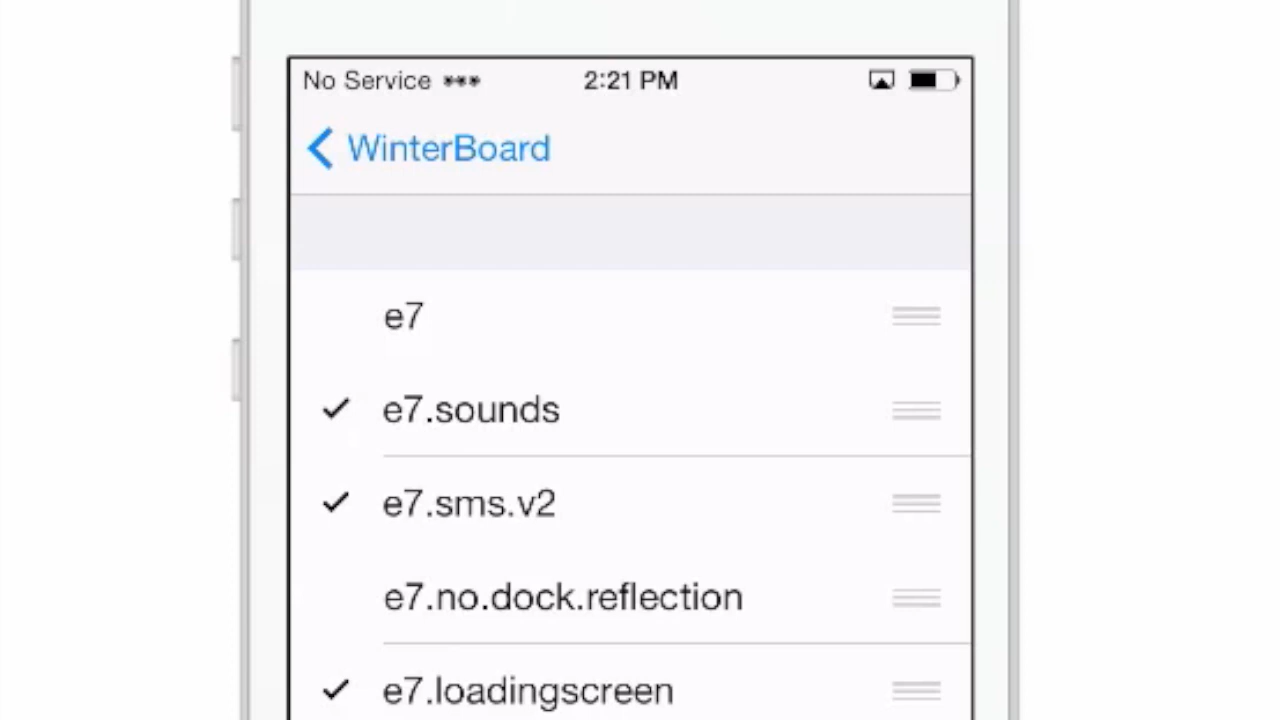 No Service *** 2:21 PM
WinterBoard
e7
e7.sounds
e7.sms.v2
e7.no.dock.reflection
e7.loadingscreen